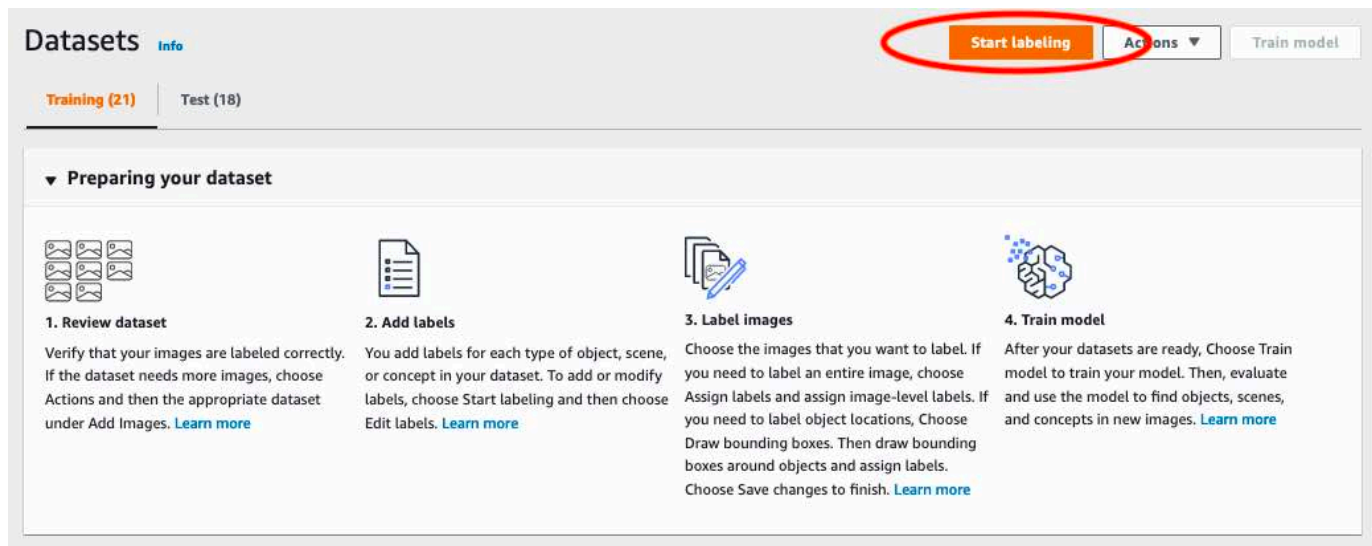 Datasets Info
Start labeling
Actions ▼
Train model
Training (21)
Test (18)
▼ Preparing your dataset
1. Review dataset
Verify that your images are labeled correctly.
If the dataset needs more images, choose
Actions and then the appropriate dataset
under Add Images. Learn more
2. Add labels
You add labels for each type of object, scene,
or concept in your dataset. To add or modify
labels, choose Start labeling and then choose
Edit labels. Learn more
3. Label images
Choose the images that you want to label. If
you need to label an entire image, choose
Assign labels and assign image-level labels. If
you need to label object locations, Choose
Draw bounding boxes. Then draw bounding
boxes around objects and assign labels.
Choose Save changes to finish. Learn more
4. Train model
After your datasets are ready, Choose Train
model to train your model. Then, evaluate
and use the model to find objects, scenes,
and concepts in new images. Learn more